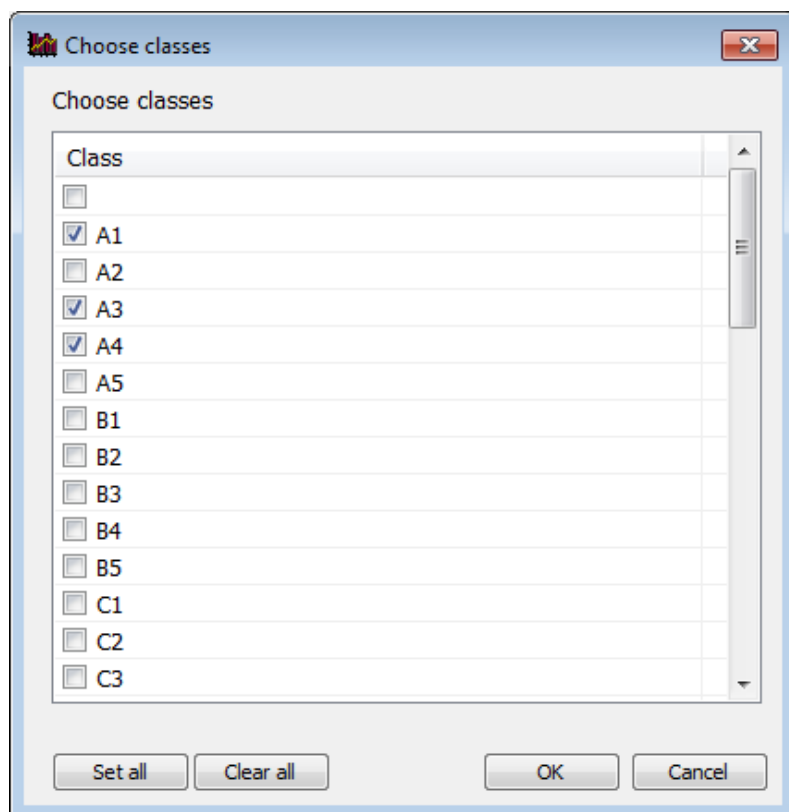 Choose classes
Choose classes
Class
A1
A2
A3
A4
A5
B1
B2
B3
B4
B5
C1
C2
C3
Set all Clear all OK Cancel